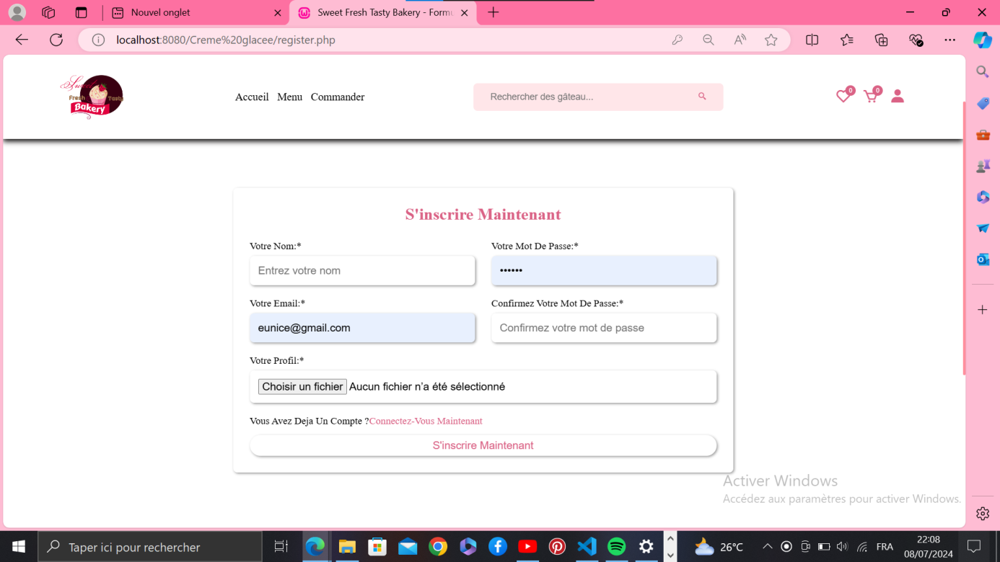 Nouvel onglet
Sweet Fresh Tasty Bakery - Formu
localhost:8080/Creme%20glacee/register.php
Sweet
Fresh Tasty
Bakery
Accueil Menu Commander
Rechercher des gâteau...
0 0
S'inscrire Maintenant
Votre Nom:*
Votre Mot De Passe:*
Entrez votre nom
••••••
Votre Email:*
Confirmez Votre Mot De Passe:*
eunice@gmail.com
Confirmez votre mot de passe
Votre Profil:*
Choisir un fichier Aucun fichier n'a été sélectionné
Vous Avez Deja Un Compte ?Connectez-Vous Maintenant
S'inscrire Maintenant
Activer Windows
Accédez aux paramètres pour activer Windows.
Taper ici pour rechercher
26°C
FRA
22:08
08/07/2024